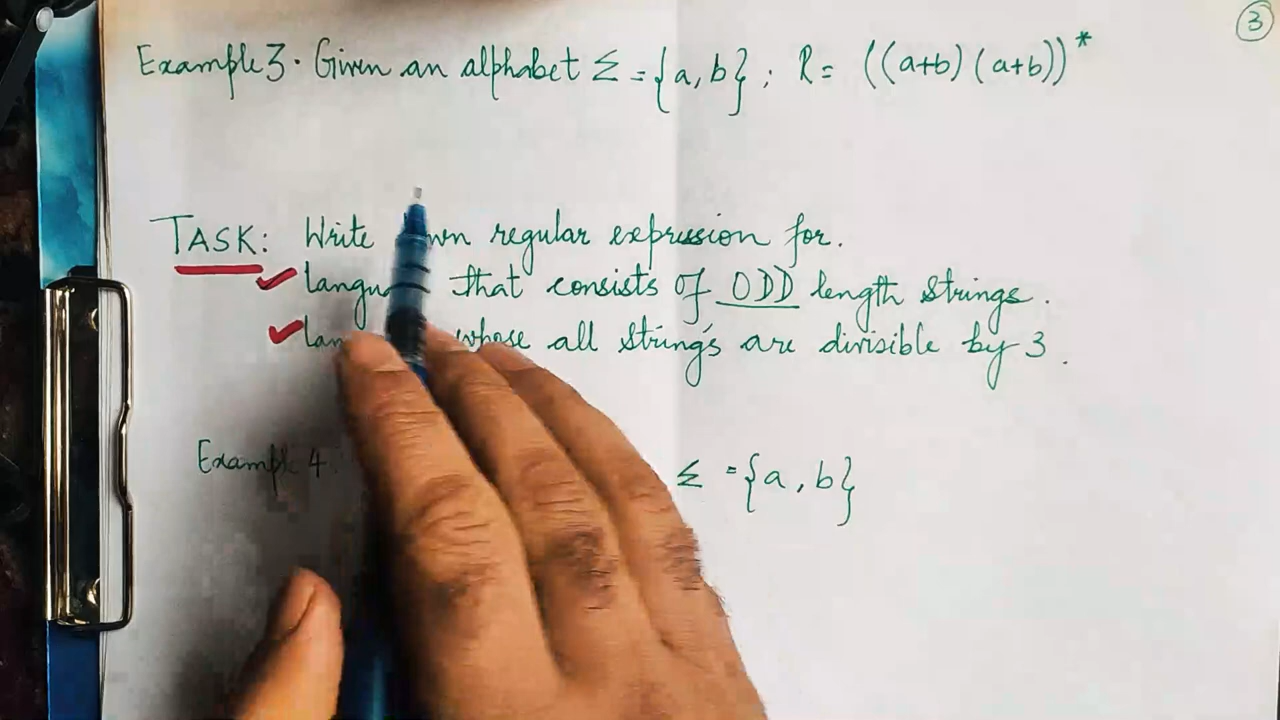 3
Example 3. Given an alphabet Σ = {a, b} ; R = ((a+b) (a+b))*
TASK: Write regular expression for.
✓ that consists of ODD length strings.
✓ whose all strings are divisible by 3.
Example 4. Σ = {a, b}